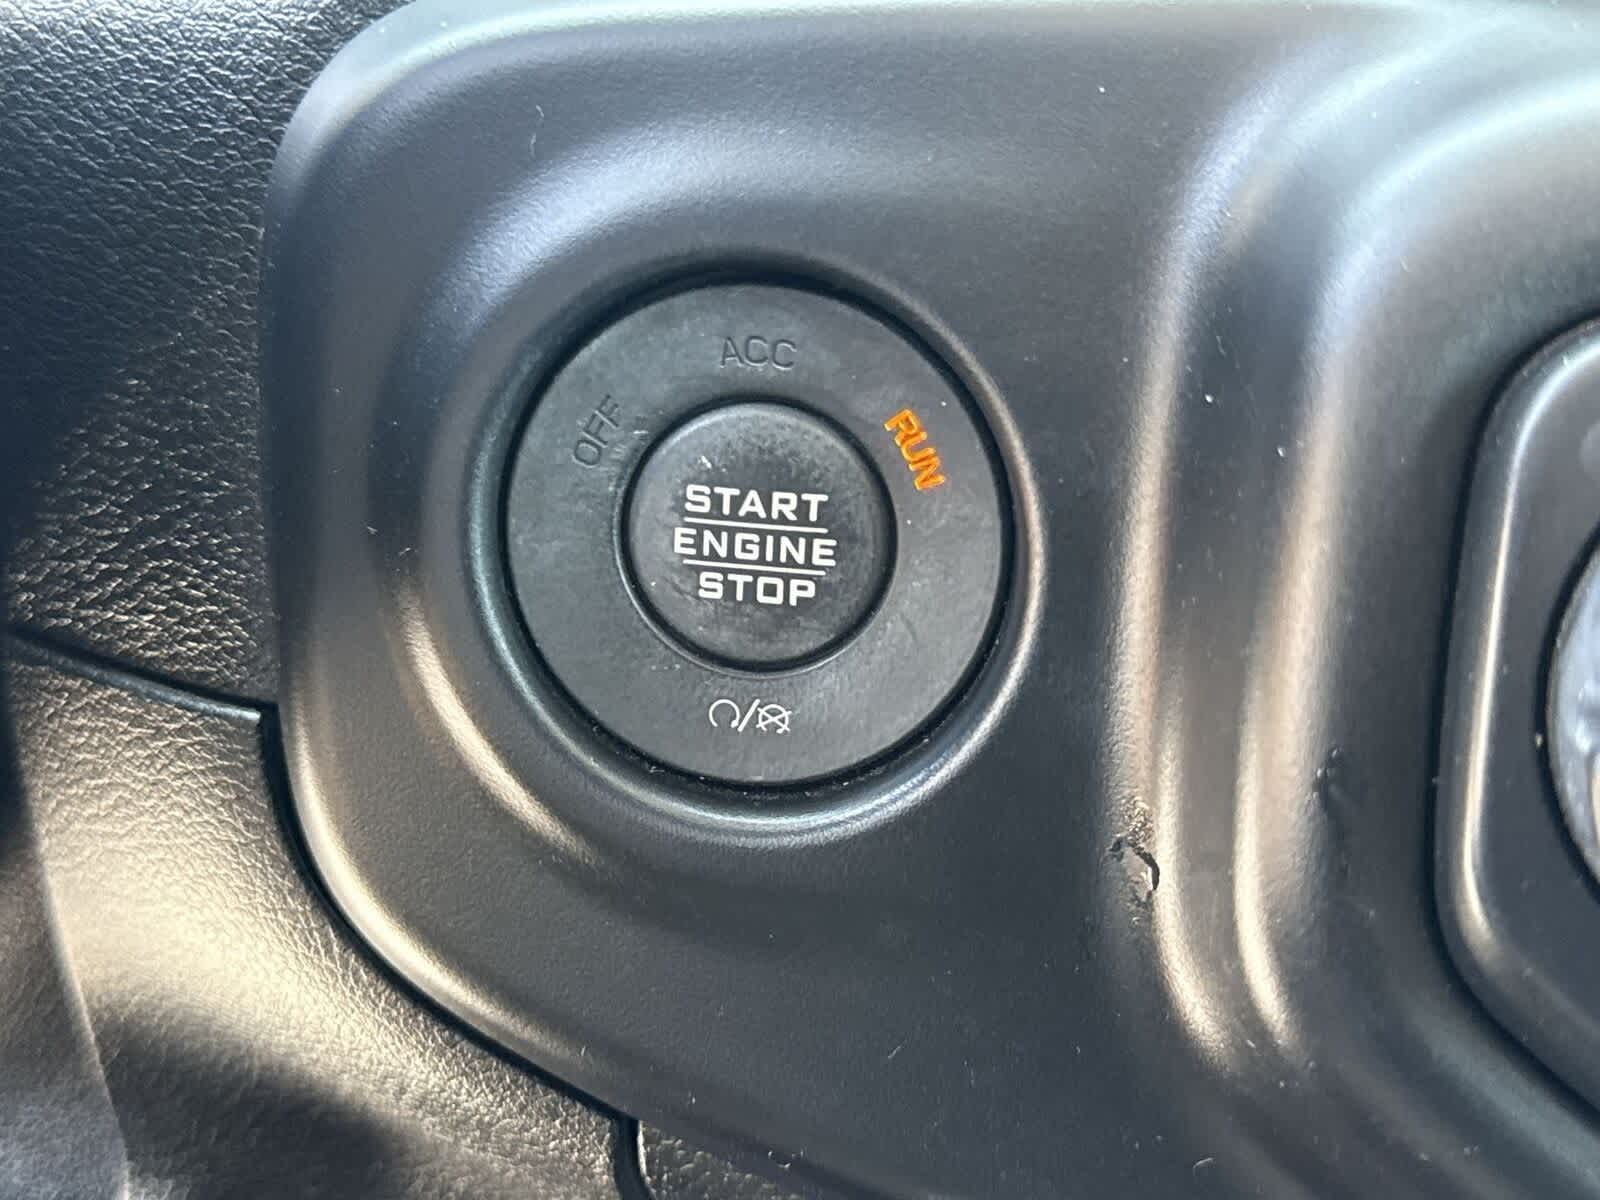 ACC
OFF
RUN
START
ENGINE
STOP